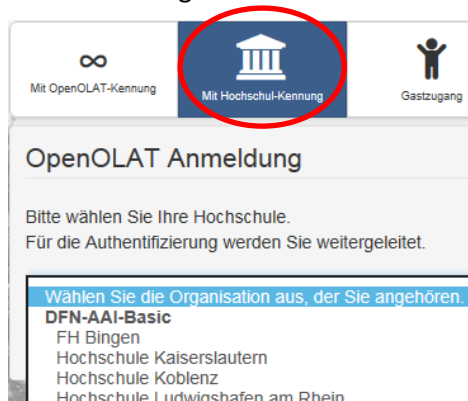 Mit OpenOLAT-Kennung
Mit Hochschul-Kennung
Gastzugang
OpenOLAT Anmeldung
Bitte wählen Sie Ihre Hochschule.
Für die Authentifizierung werden Sie weitergeleitet.
Wählen Sie die Organisation aus, der Sie angehören.
DFN-AAI-Basic
FH Bingen
Hochschule Kaiserslautern
Hochschule Koblenz
Hochschule Ludwigshafen am Rhein